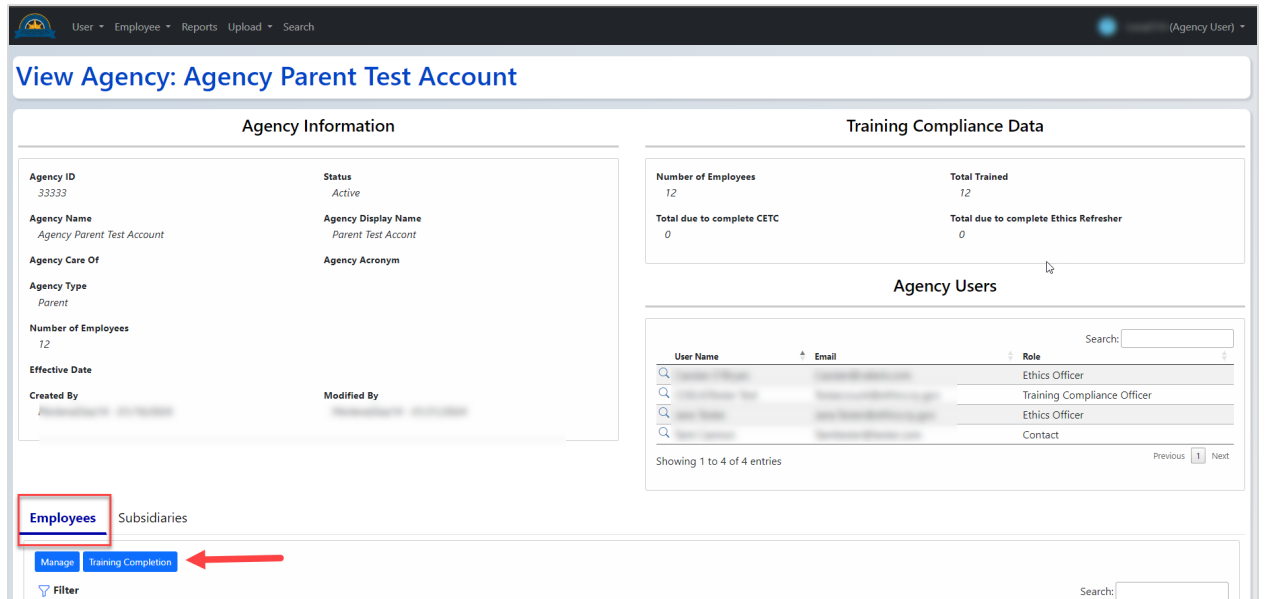 User Employee Reports Upload Search (Agency User)
View Agency: Agency Parent Test Account
Agency Information
Agency ID Status
33333 Active
Agency Name Agency Display Name
Agency Parent Test Account Parent Test Accont
Agency Care Of Agency Acronym
Agency Type
Parent
Number of Employees
12
Effective Date
Created By Modified By
Training Compliance Data
Number of Employees Total Trained
12 12
Total due to complete CETC Total due to complete Ethics Refresher
0 0
Agency Users
Search:
User Name Email Role
Ethics Officer
Training Compliance Officer
Ethics Officer
Contact
Showing 1 to 4 of 4 entries Previous 1 Next
Employees Subsidiaries
Manage Training Completion
Filter Search: